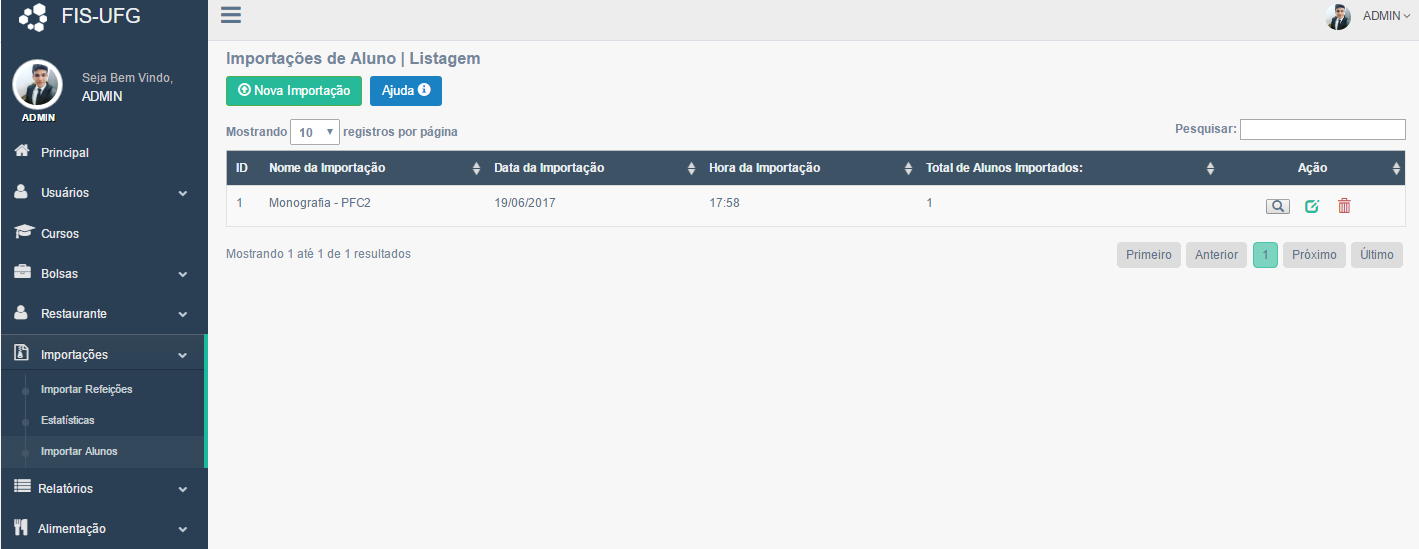 FIS-UFG
ADMIN
Seja Bem Vindo,
ADMIN
ADMIN
Principal
Usuários
Cursos
Bolsas
Restaurante
Importações
Importar Refeições
Estatísticas
Importar Alunos
Relatórios
Alimentação
Importações de Aluno | Listagem
Nova Importação Ajuda
Mostrando 10 registros por página Pesquisar:
ID Nome da Importação Data da Importação Hora da Importação Total de Alunos Importados: Ação
1 Monografia - PFC2 19/06/2017 17:58 1
Mostrando 1 até 1 de 1 resultados Primeiro Anterior 1 Próximo Último